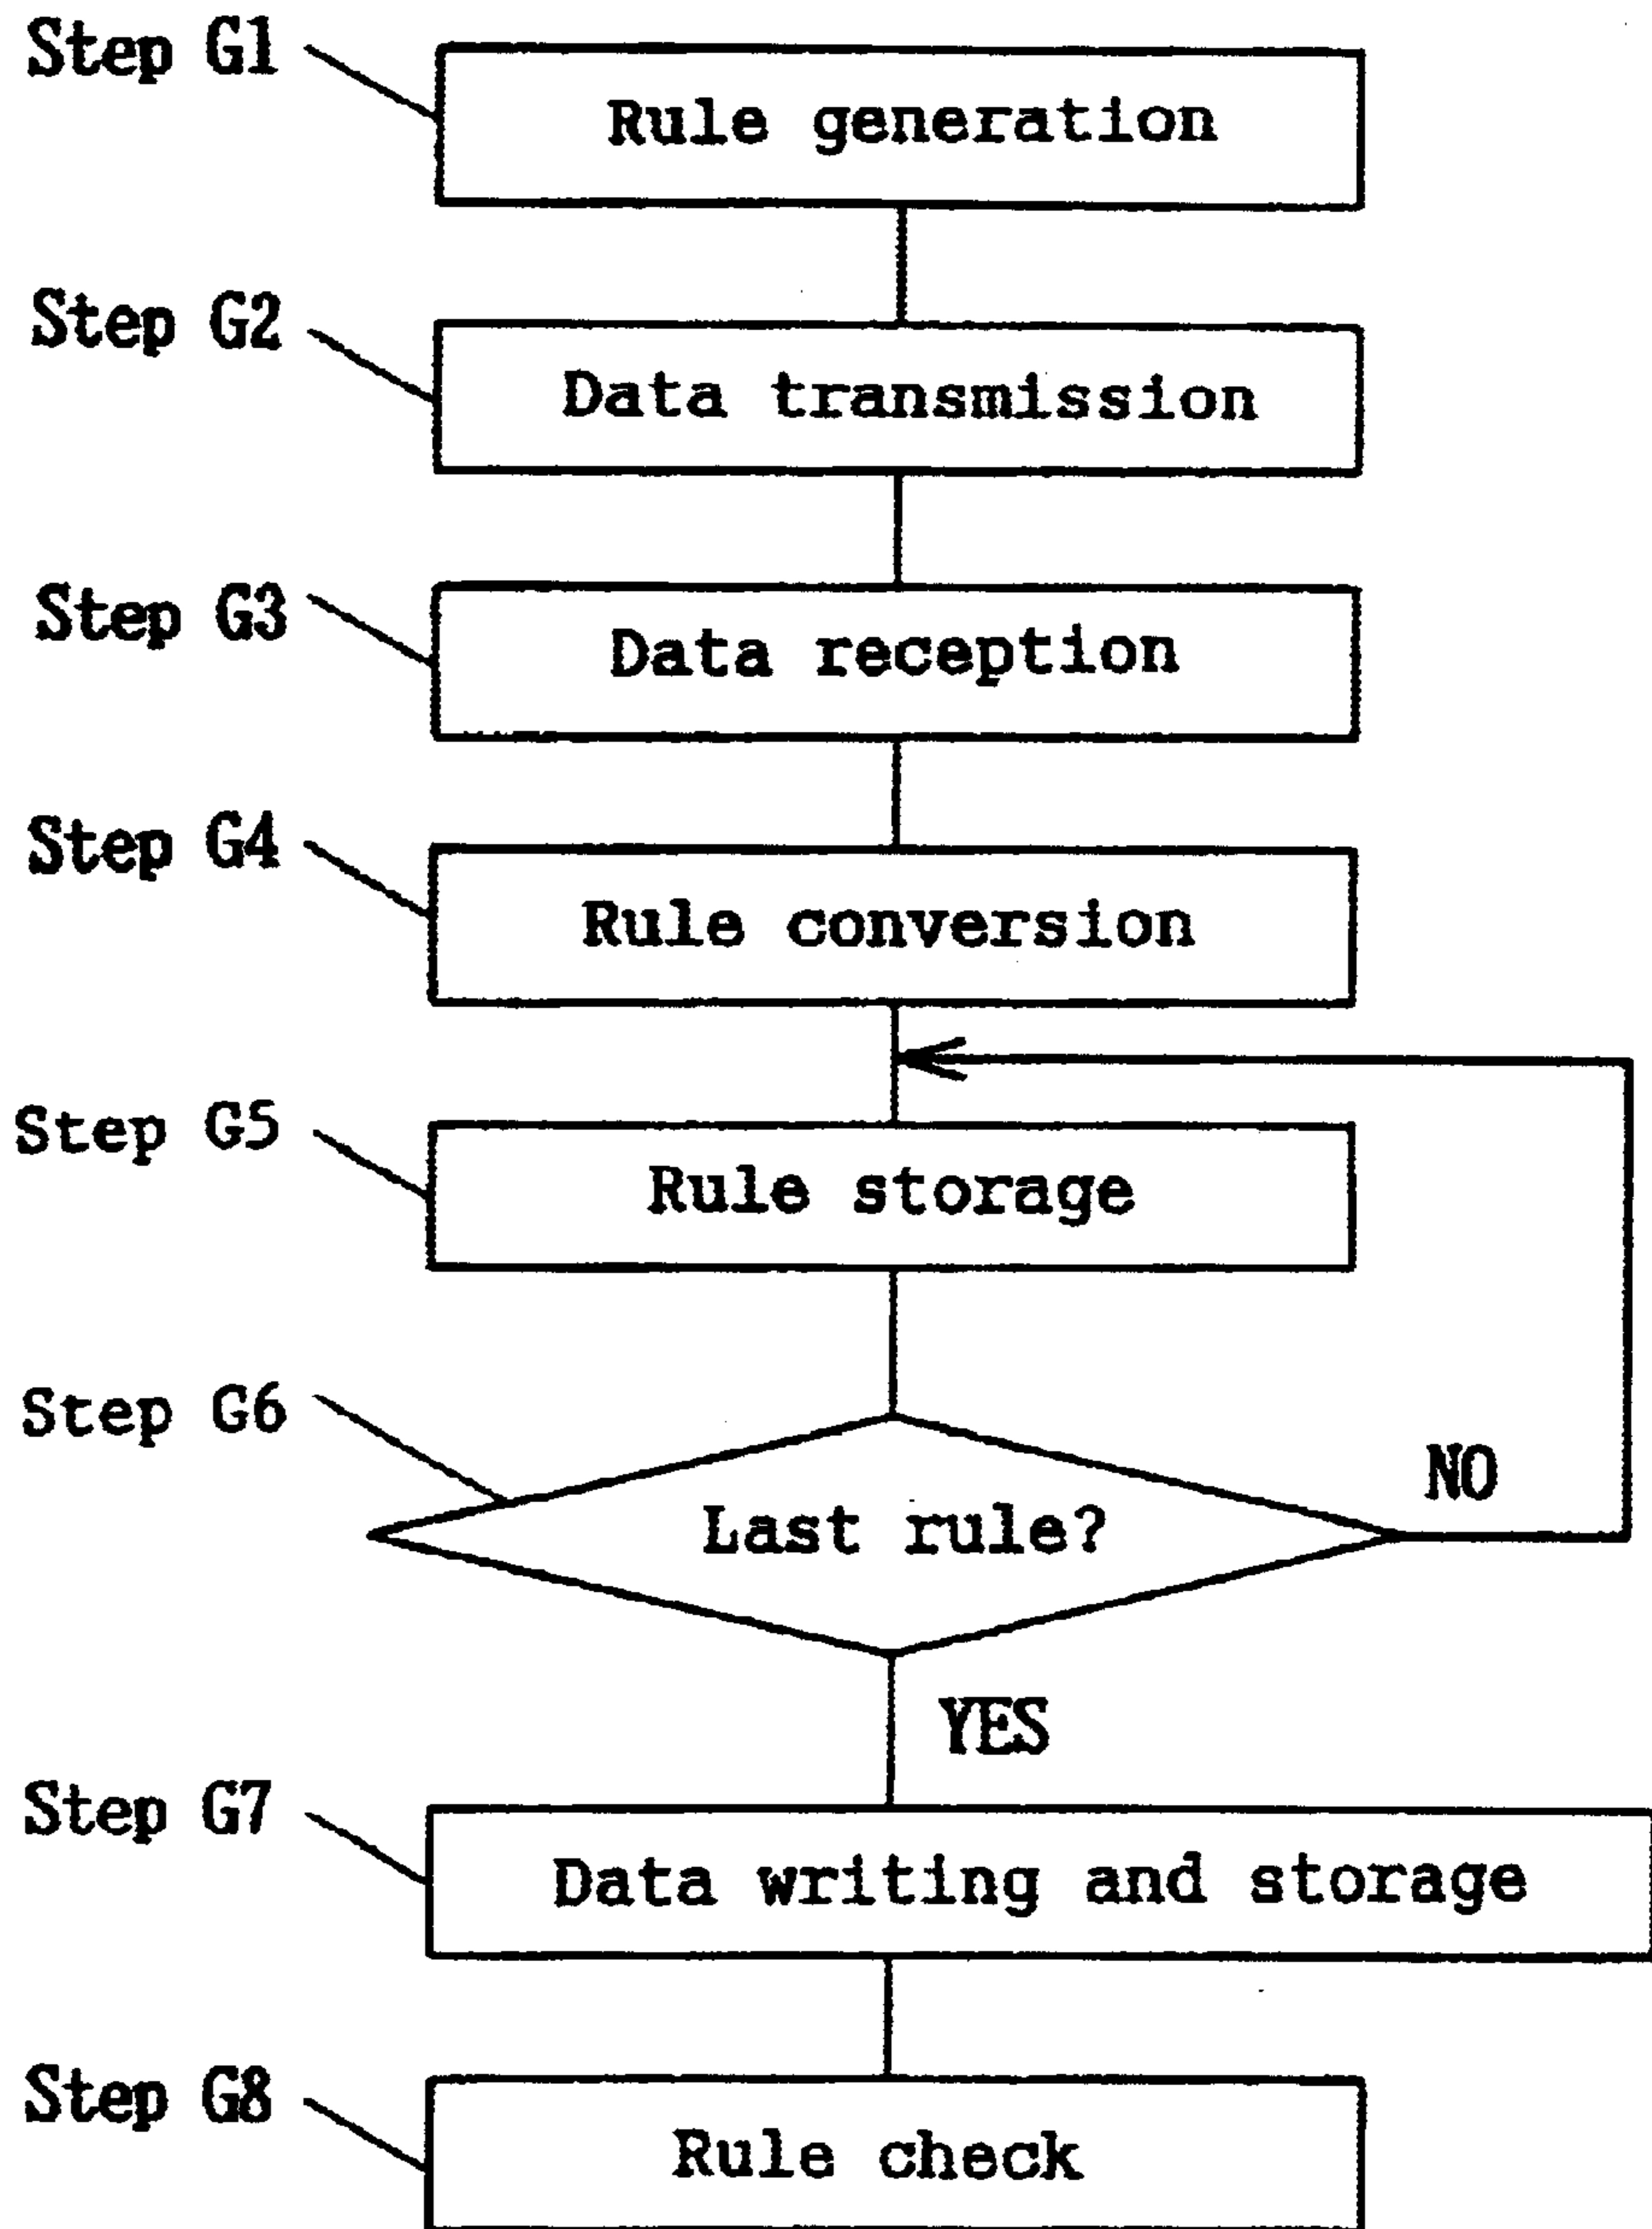 Step G1
Rule generation
Step G2
Data transmission
Step G3
Data reception
Step G4
Rule conversion
Step G5
Rule storage
Step G6
Last rule?
NO
YES
Step G7
Data writing and storage
Step G8
Rule check